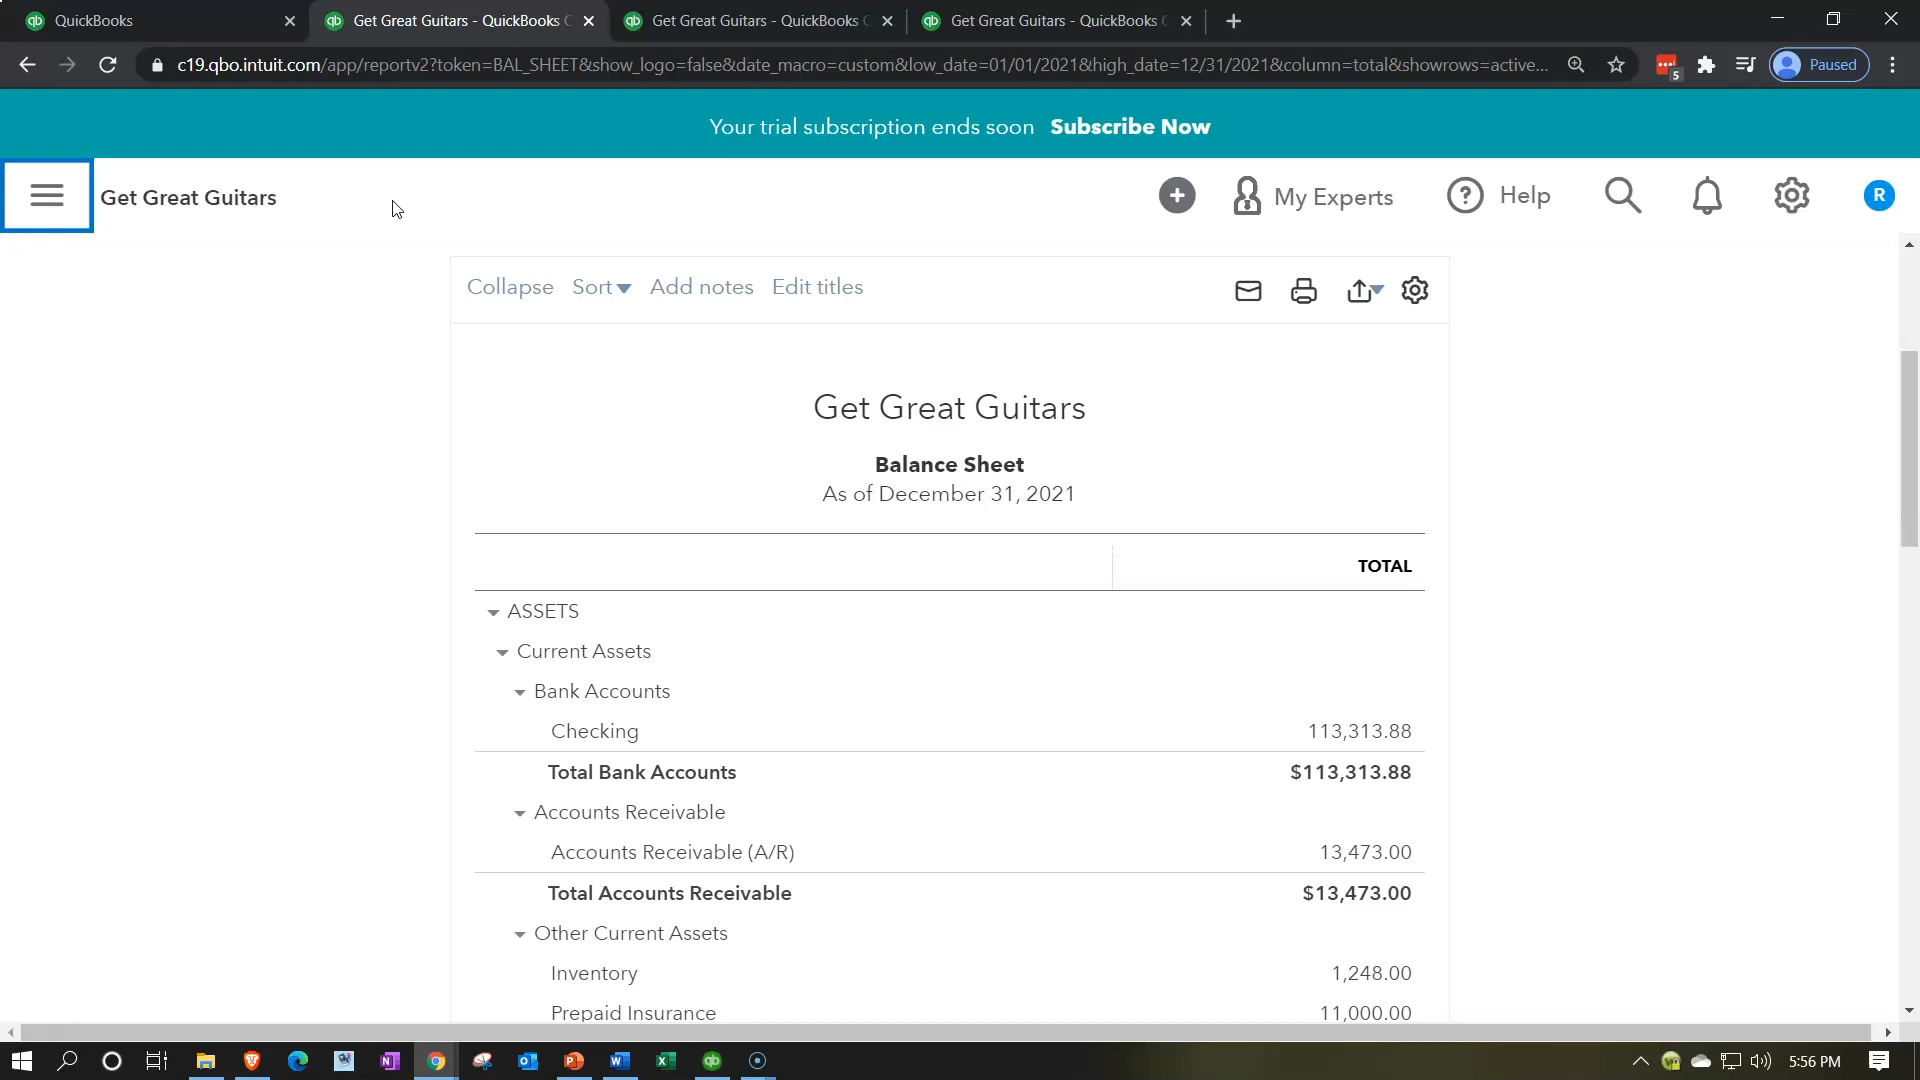 QuickBooks
Get Great Guitars - QuickBooks
Get Great Guitars - QuickBooks
Get Great Guitars - QuickBooks
c19.qbo.intuit.com/app/reportv2?token=BAL_SHEET&show_logo=false&date_macro=custom&low_date=01/01/2021&high_date=12/31/2021&column=total&showrows=active...
5
Paused
Your trial subscription ends soon Subscribe Now
Get Great Guitars
My Experts
Help
R
Collapse Sort Add notes Edit titles
Get Great Guitars
Balance Sheet
As of December 31, 2021
TOTAL
ASSETS
Current Assets
Bank Accounts
Checking 113,313.88
Total Bank Accounts $113,313.88
Accounts Receivable
Accounts Receivable (A/R) 13,473.00
Total Accounts Receivable $13,473.00
Other Current Assets
Inventory 1,248.00
Prepaid Insurance 11,000.00
5:56 PM